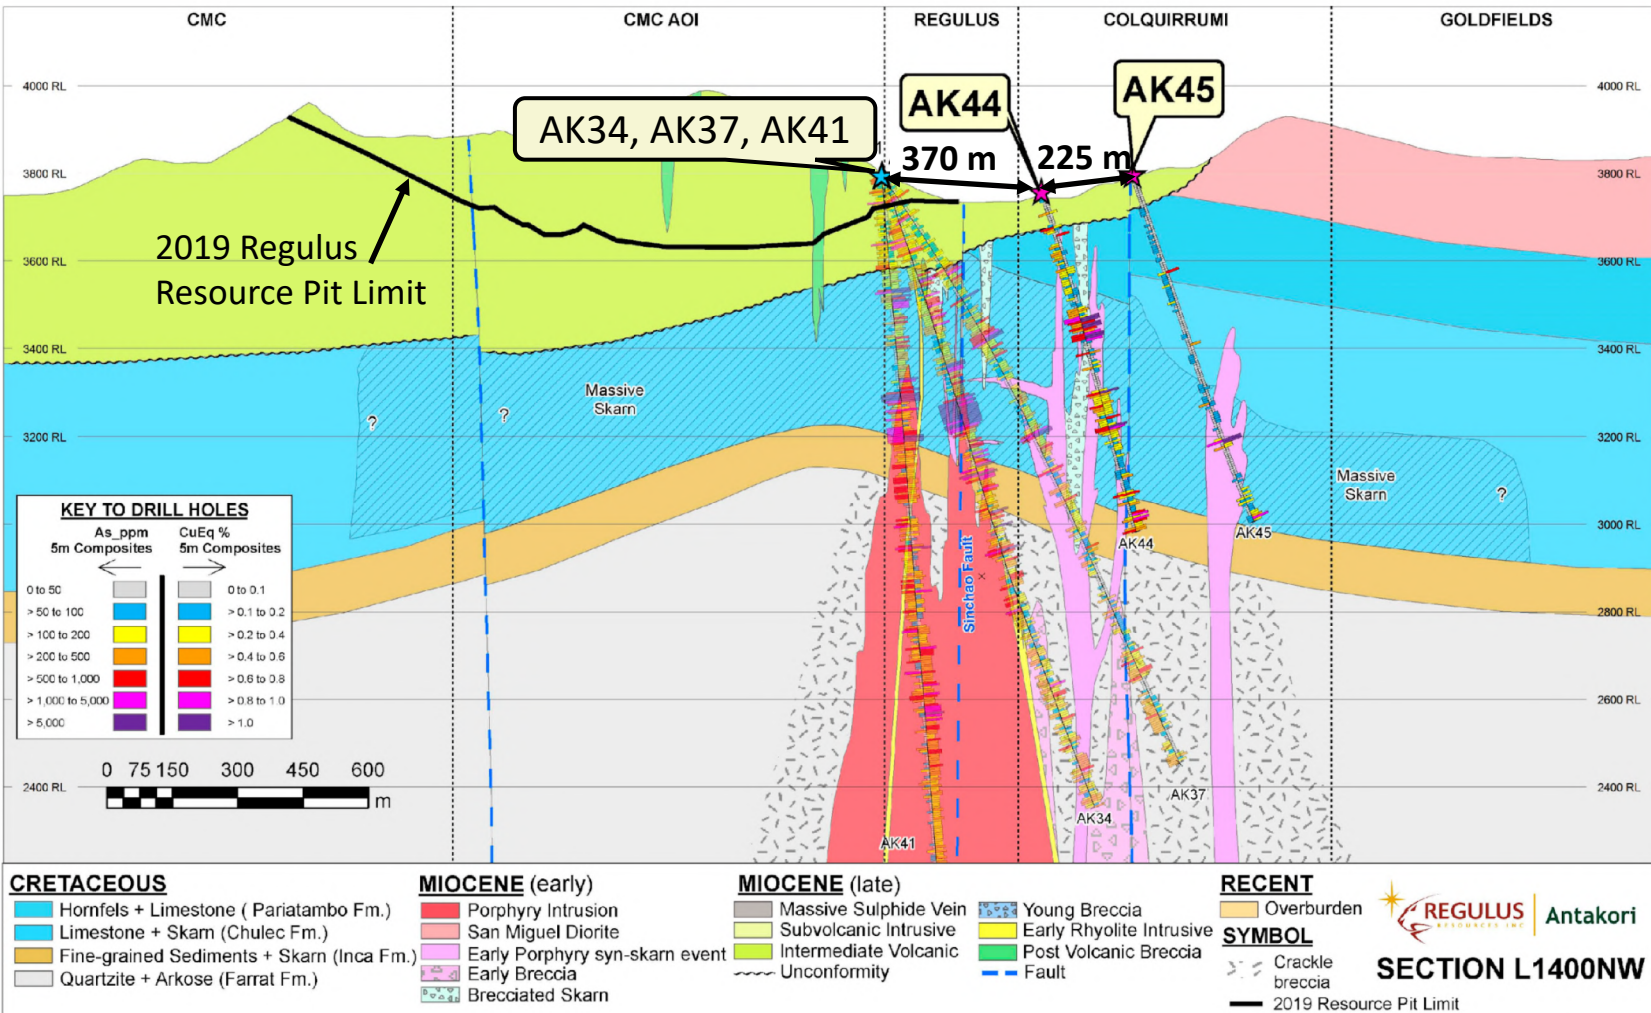 CMC
CMC AOI
REGULUS
COLQUIRRUMI
GOLDFIELDS
4000 RL
4000 RL
AK34, AK37, AK41
AK44
AK45
3800 RL
370 m
225 m
3800 RL
2019 Regulus
Resource Pit Limit
3600 RL
3600 RL
3400 RL
3400 RL
Massive
Skarn
?
?
3200 RL
3200 RL
Massive
Skarn
?
3000 RL
AK44
AK45
KEY TO DRILL HOLES
As_ppm
5m Composites
CuEq %
5m Composites
0 to 50
0 to 0.1
> 50 to 100
> 0.1 to 0.2
> 100 to 200
> 0.2 to 0.4
> 200 to 500
> 0.4 to 0.6
> 500 to 1,000
> 0.6 to 0.8
> 1,000 to 5,000
> 0.8 to 1.0
> 5,000
> 1.0
Sinchao Fault
2800 RL
2600 RL
0 75 150 300 450 600
m
2400 RL
2400 RL
AK37
AK34
AK41
CRETACEOUS
Hornfels + Limestone ( Pariatambo Fm.)
Limestone + Skarn (Chulec Fm.)
Fine-grained Sediments + Skarn (Inca Fm.)
Quartzite + Arkose (Farrat Fm.)
MIOCENE (early)
Porphyry Intrusion
San Miguel Diorite
Early Porphyry syn-skarn event
Early Breccia
Brecciated Skarn
MIOCENE (late)
Massive Sulphide Vein
Subvolcanic Intrusive
Intermediate Volcanic
Unconformity
Young Breccia
Early Rhyolite Intrusive
Post Volcanic Breccia
Fault
RECENT
Overburden
SYMBOL
Crackle
breccia
2019 Resource Pit Limit
REGULUS
RESOURCES INC
Antakori
SECTION L1400NW